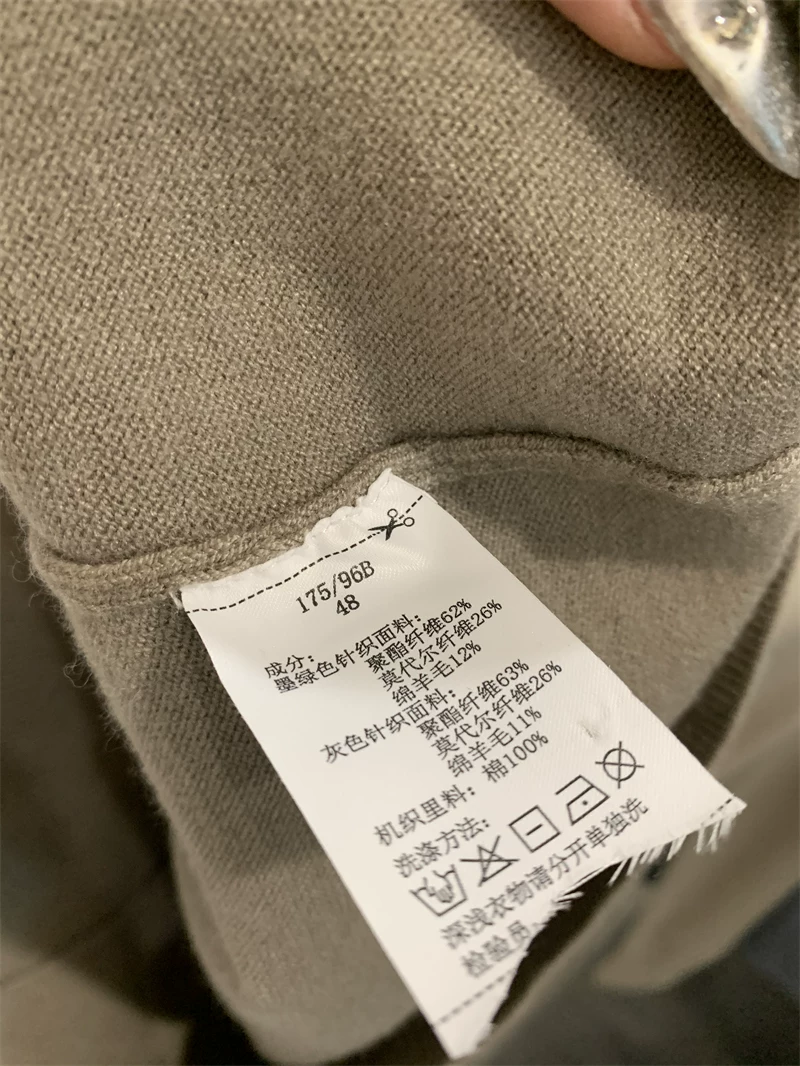 175/96B
48
成分:
墨绿色针织面料:
聚酯纤维62%
莫代尔纤维26%
绵羊毛12%
灰色针织面料:
聚酯纤维63%
莫代尔纤维26%
绵羊毛11%
机织里料: 棉100%
洗涤方法:
深浅衣物请分开单独洗
检验员